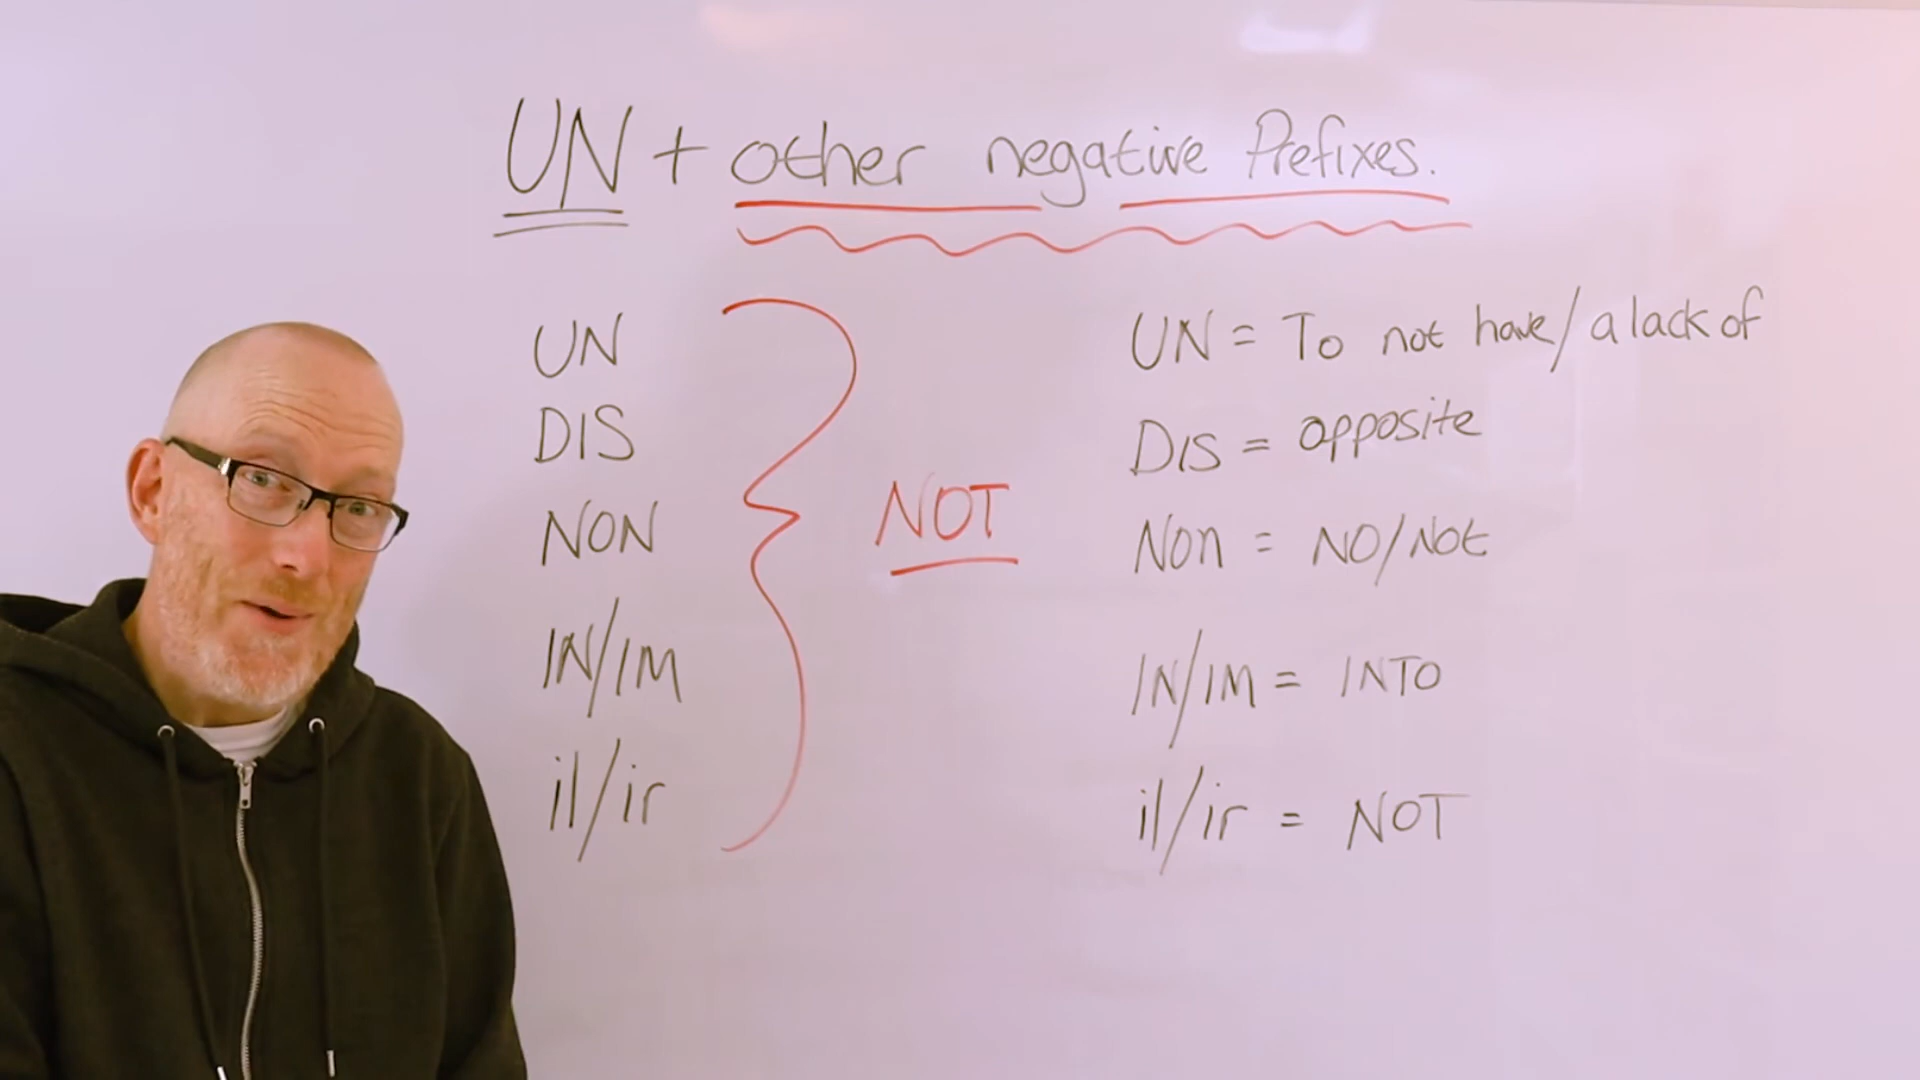 UN + other negative Prefixes.
UN
DIS
NON
IN/IM
il/ir
NOT
UN = To not have/a lack of
DIS = opposite
Non = NO/Not
IN/IM = INTO
il/ir = NOT